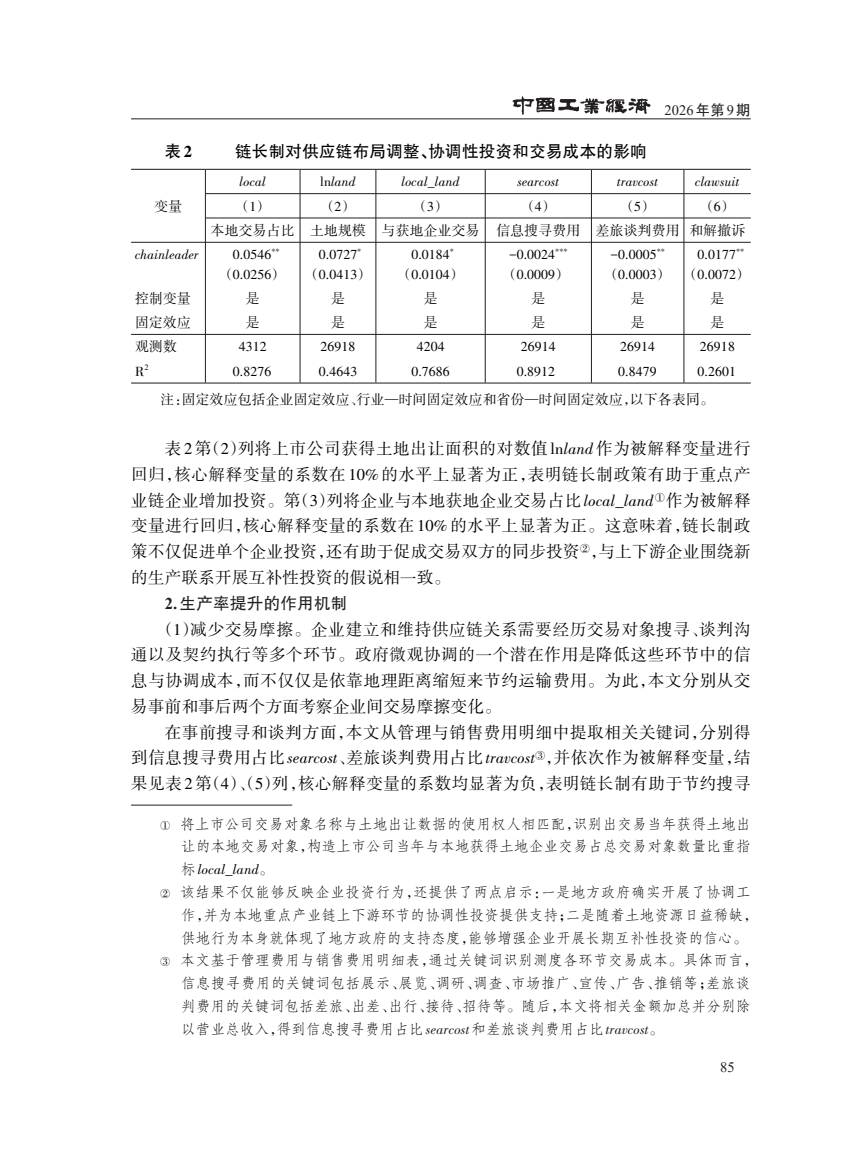 中国工業經濟 2026年第9期
表2 链长制对供应链布局调整、协调性投资和交易成本的影响
变量 local lnland local_land searcost travcost clawsuit
(1) (2) (3) (4) (5) (6)
本地交易占比 土地规模 与获地企业交易 信息搜寻费用 差旅谈判费用 和解撤诉
chainleader 0.0546** 0.0727* 0.0184* −0.0024*** −0.0005** 0.0177**
(0.0256) (0.0413) (0.0104) (0.0009) (0.0003) (0.0072)
控制变量 是 是 是 是 是 是
固定效应 是 是 是 是 是 是
观测数 4312 26918 4204 26914 26914 26918
R² 0.8276 0.4643 0.7686 0.8912 0.8479 0.2601
注:固定效应包括企业固定效应、行业—时间固定效应和省份—时间固定效应,以下各表同。
表2第(2)列将上市公司获得土地出让面积的对数值lnland作为被解释变量进行
回归,核心解释变量的系数在10%的水平上显著为正,表明链长制政策有助于重点产
业链企业增加投资。第(3)列将企业与本地获地企业交易占比local_land①作为被解释
变量进行回归,核心解释变量的系数在10%的水平上显著为正。这意味着,链长制政
策不仅促进单个企业投资,还有助于促成交易双方的同步投资②,与上下游企业围绕新
的生产联系开展互补性投资的假说相一致。
2.生产率提升的作用机制
(1)减少交易摩擦。企业建立和维持供应链关系需要经历交易对象搜寻、谈判沟
通以及契约执行等多个环节。政府微观协调的一个潜在作用是降低这些环节中的信
息与协调成本,而不仅仅是依靠地理距离缩短来节约运输费用。为此,本文分别从交
易事前和事后两个方面考察企业间交易摩擦变化。
在事前搜寻和谈判方面,本文从管理与销售费用明细中提取相关关键词,分别得
到信息搜寻费用占比searcost、差旅谈判费用占比travcost③,并依次作为被解释变量,结
果见表2第(4)、(5)列,核心解释变量的系数均显著为负,表明链长制有助于节约搜寻
① 将上市公司交易对象名称与土地出让数据的使用权人相匹配,识别出交易当年获得土地出
让的本地交易对象,构造上市公司当年与本地获得土地企业交易占总交易对象数量比重指
标local_land。
② 该结果不仅能够反映企业投资行为,还提供了两点启示:一是地方政府确实开展了协调工
作,并为本地重点产业链上下游环节的协调性投资提供支持;二是随着土地资源日益稀缺,
供地行为本身就体现了地方政府的支持态度,能够增强企业开展长期互补性投资的信心。
③ 本文基于管理费用与销售费用明细表,通过关键词识别测度各环节交易成本。具体而言,
信息搜寻费用的关键词包括展示、展览、调研、调查、市场推广、宣传、广告、推销等;差旅谈
判费用的关键词包括差旅、出差、出行、接待、招待等。随后,本文将相关金额加总并分别除
以营业总收入,得到信息搜寻费用占比searcost和差旅谈判费用占比travcost。
85